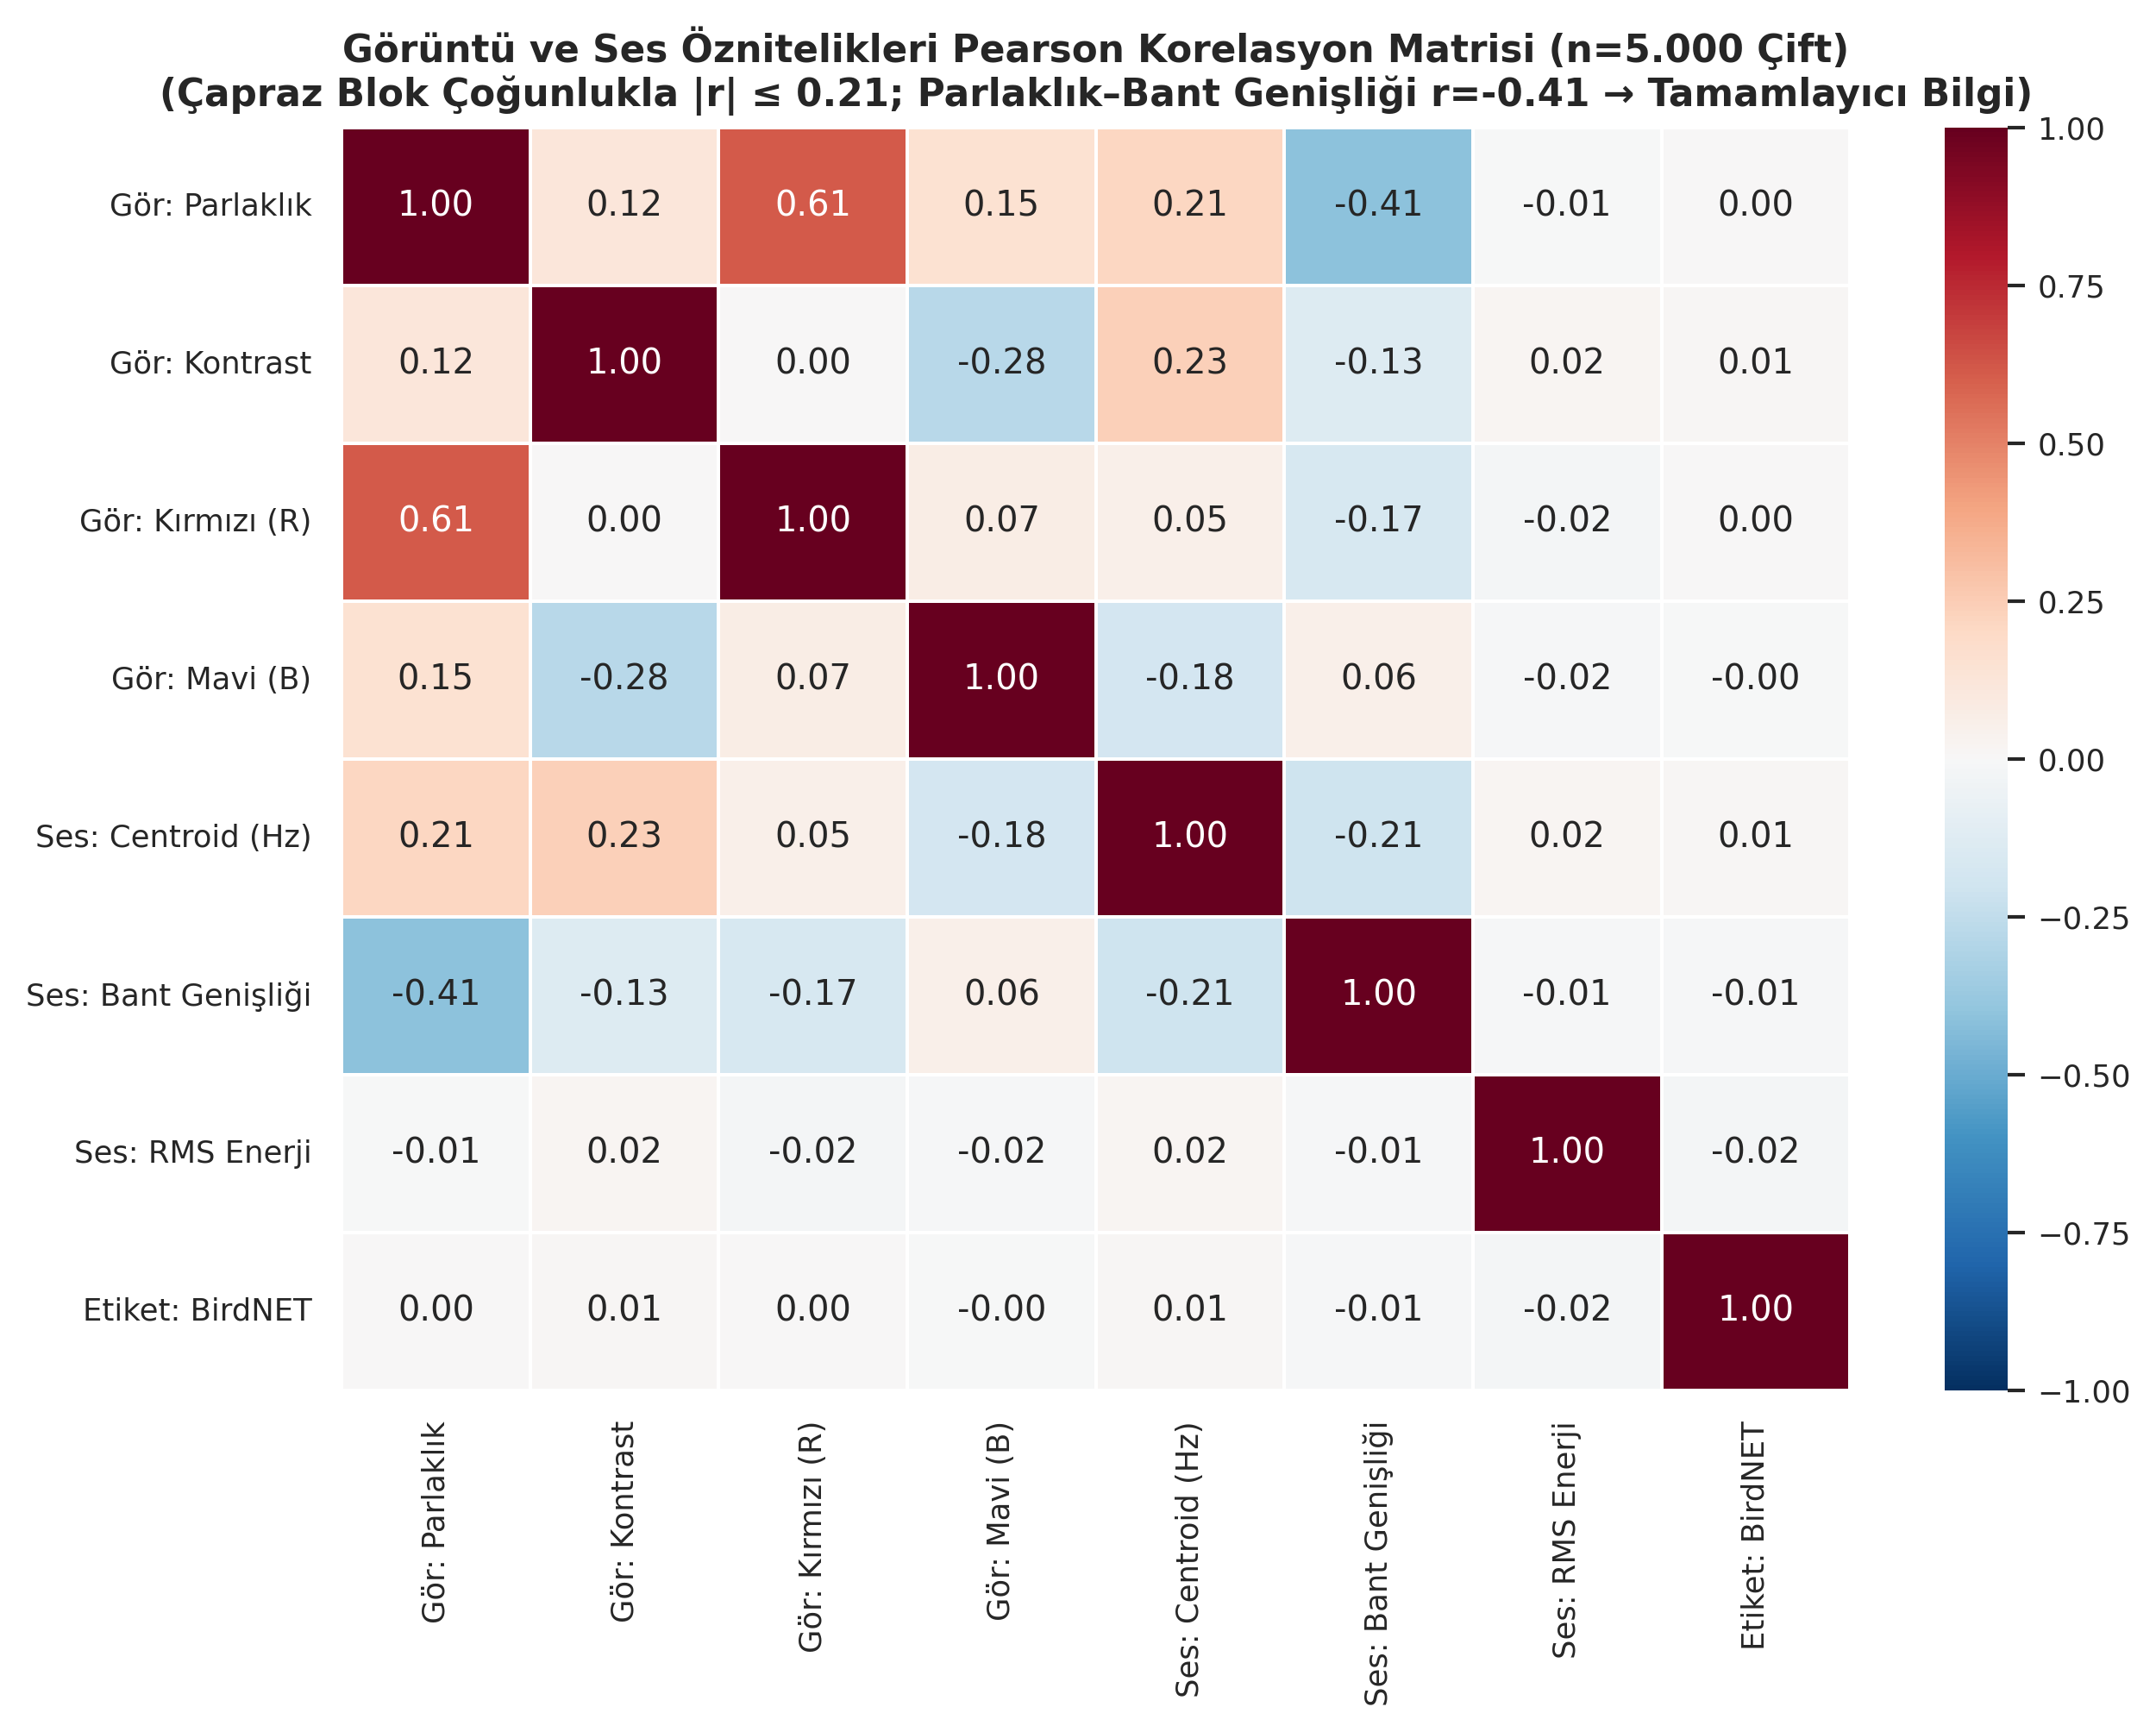 Görüntü ve Ses Öznitelikleri Pearson Korelasyon Matrisi (n=5.000 Çift)
(Çapraz Blok Çoğunlukla |r| ≤ 0.21; Parlaklık–Bant Genişliği r=-0.41 → Tamamlayıcı Bilgi)
Gör: Parlaklık 1.00 0.12 0.61 0.15 0.21 -0.41 -0.01 0.00
Gör: Kontrast 0.12 1.00 0.00 -0.28 0.23 -0.13 0.02 0.01
Gör: Kırmızı (R) 0.61 0.00 1.00 0.07 0.05 -0.17 -0.02 0.00
Gör: Mavi (B) 0.15 -0.28 0.07 1.00 -0.18 0.06 -0.02 -0.00
Ses: Centroid (Hz) 0.21 0.23 0.05 -0.18 1.00 -0.21 0.02 0.01
Ses: Bant Genişliği -0.41 -0.13 -0.17 0.06 -0.21 1.00 -0.01 -0.01
Ses: RMS Enerji -0.01 0.02 -0.02 -0.02 0.02 -0.01 1.00 -0.02
Etiket: BirdNET 0.00 0.01 0.00 -0.00 0.01 -0.01 -0.02 1.00
Gör: Parlaklık
Gör: Kontrast
Gör: Kırmızı (R)
Gör: Mavi (B)
Ses: Centroid (Hz)
Ses: Bant Genişliği
Ses: RMS Enerji
Etiket: BirdNET
1.00
0.75
0.50
0.25
0.00
−0.25
−0.50
−0.75
−1.00